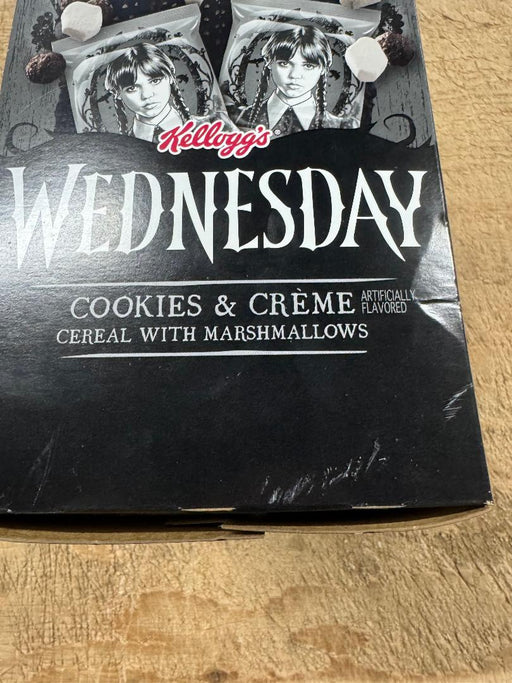 Kellogg's
WEDNESDAY
COOKIES & CRÈME ARTIFICIALLY
FLAVORED
CEREAL WITH MARSHMALLOWS